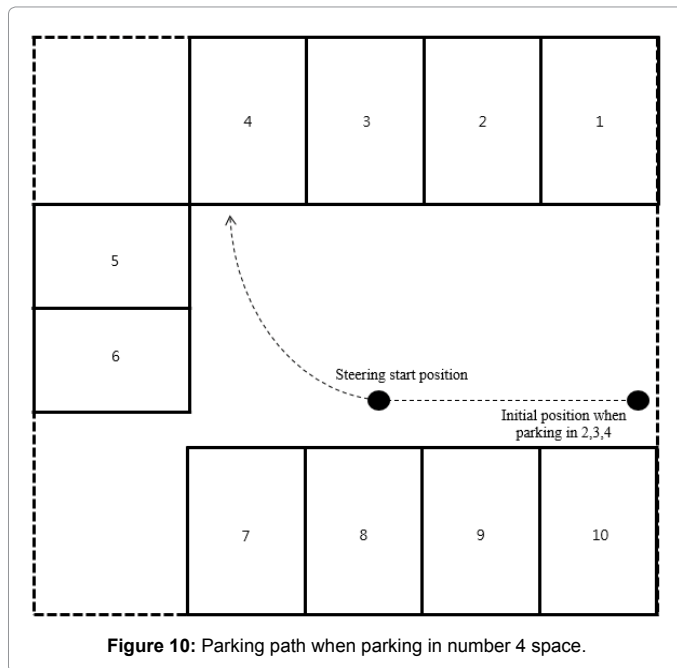 4 3 2 1
5
6
Steering start position
Initial position when
parking in 2,3,4
7 8 9 10
Figure 10: Parking path when parking in number 4 space.